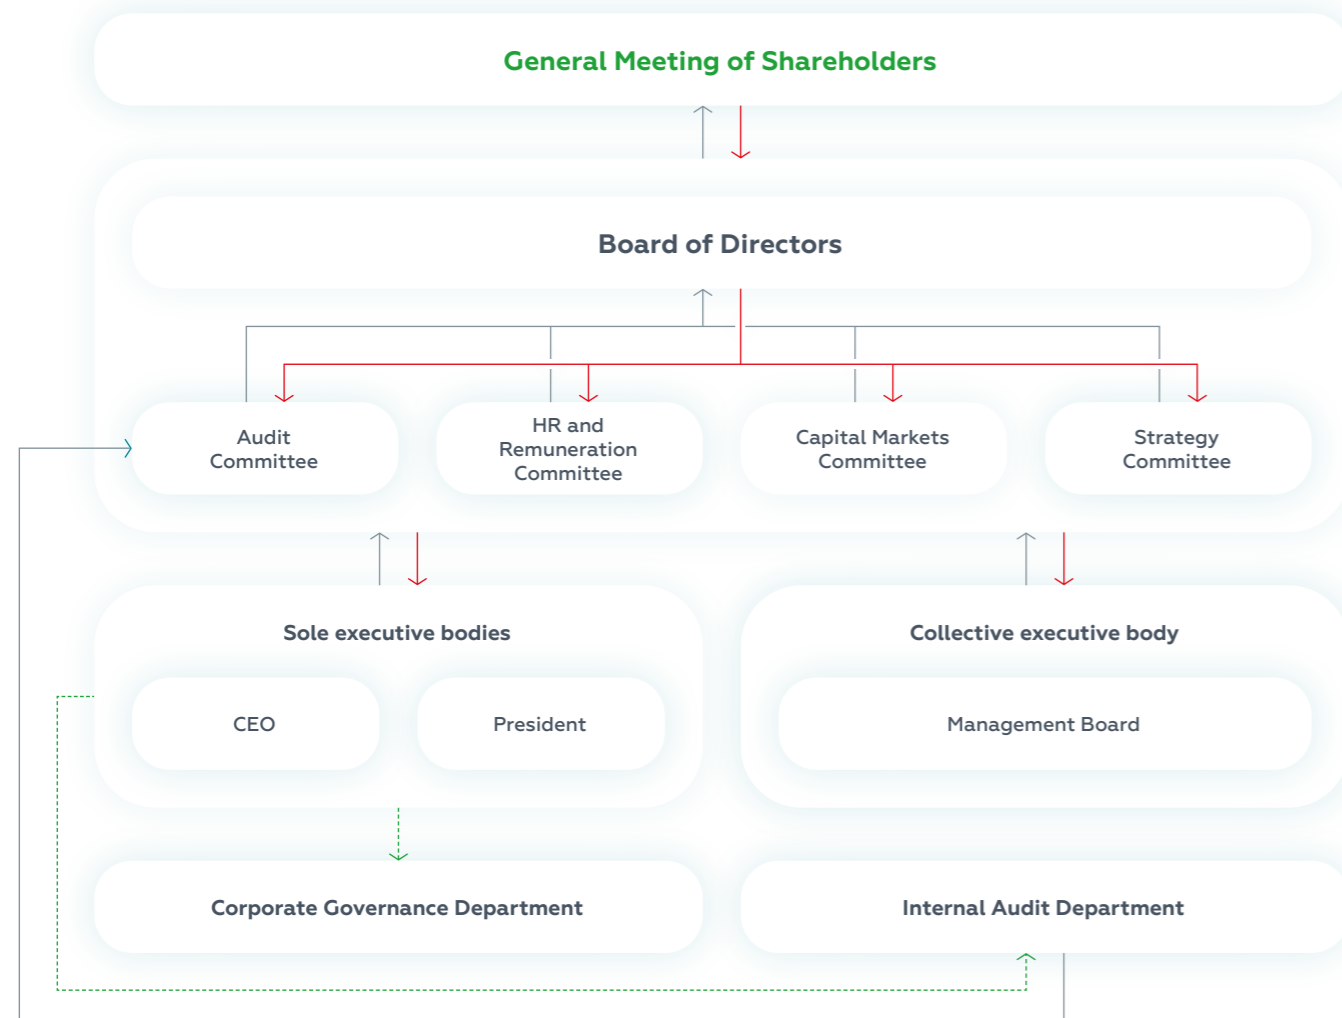 General Meeting of Shareholders
Board of Directors
Audit
Committee
HR and
Remuneration
Committee
Capital Markets
Committee
Strategy
Committee
Sole executive bodies
CEO
President
Collective executive body
Management Board
Corporate Governance Department
Internal Audit Department